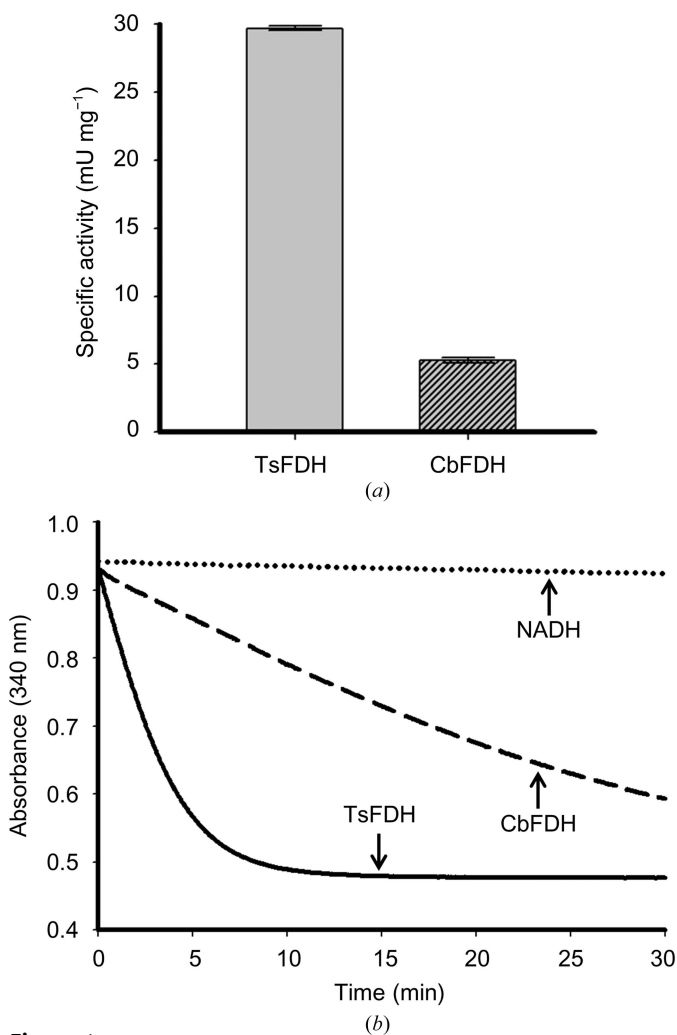 30
25
20
15
10
5
0
Specific activity (mU mg⁻¹)
TsFDH
CbFDH
(a)
1.0
0.9
0.8
0.7
0.6
0.5
0.4
Absorbance (340 nm)
NADH
TsFDH
CbFDH
0 5 10 15 20 25 30
Time (min)
(b)